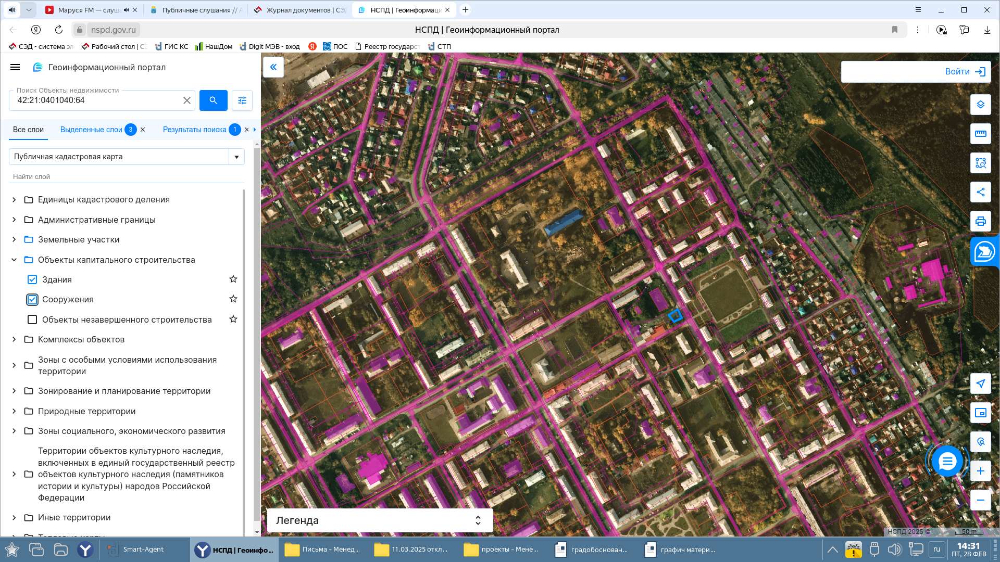 Маруся FM — слуша
Публичные слушания // А
Журнал документов | СЭД
НСПД | Геоинформаци
nspd.gov.ru
НСПД | Геоинформационный портал
СЭД - система эл
Рабочий стол | СЭ
ГИС КС
НашДом
Digit МЭВ - вход
ПОС
Реестр государст
СТП
Геоинформационный портал
Войти
Поиск Объекты недвижимости
42:21:0401040:64
Все слои
Выделенные слои 3
Результаты поиска 1
Публичная кадастровая карта
Найти слой
Единицы кадастрового деления
Административные границы
Земельные участки
Объекты капитального строительства
Здания
Сооружения
Объекты незавершенного строительства
Комплексы объектов
Зоны с особыми условиями использования
территории
Зонирование и планирование территории
Природные территории
Зоны социального, экономического развития
Территории объектов культурного наследия,
включенных в единый государственный реестр
объектов культурного наследия (памятников
истории и культуры) народов Российской
Федерации
Иные территории
Легенда
НСПД 2025 ©
50 m
Smart-Agent
НСПД | Геоинфо...
Письма - Менед...
11.03.2025 откл...
проекты - Мене...
градобоснован...
графич матери...
ru
14:31
ПТ, 28 ФЕВ